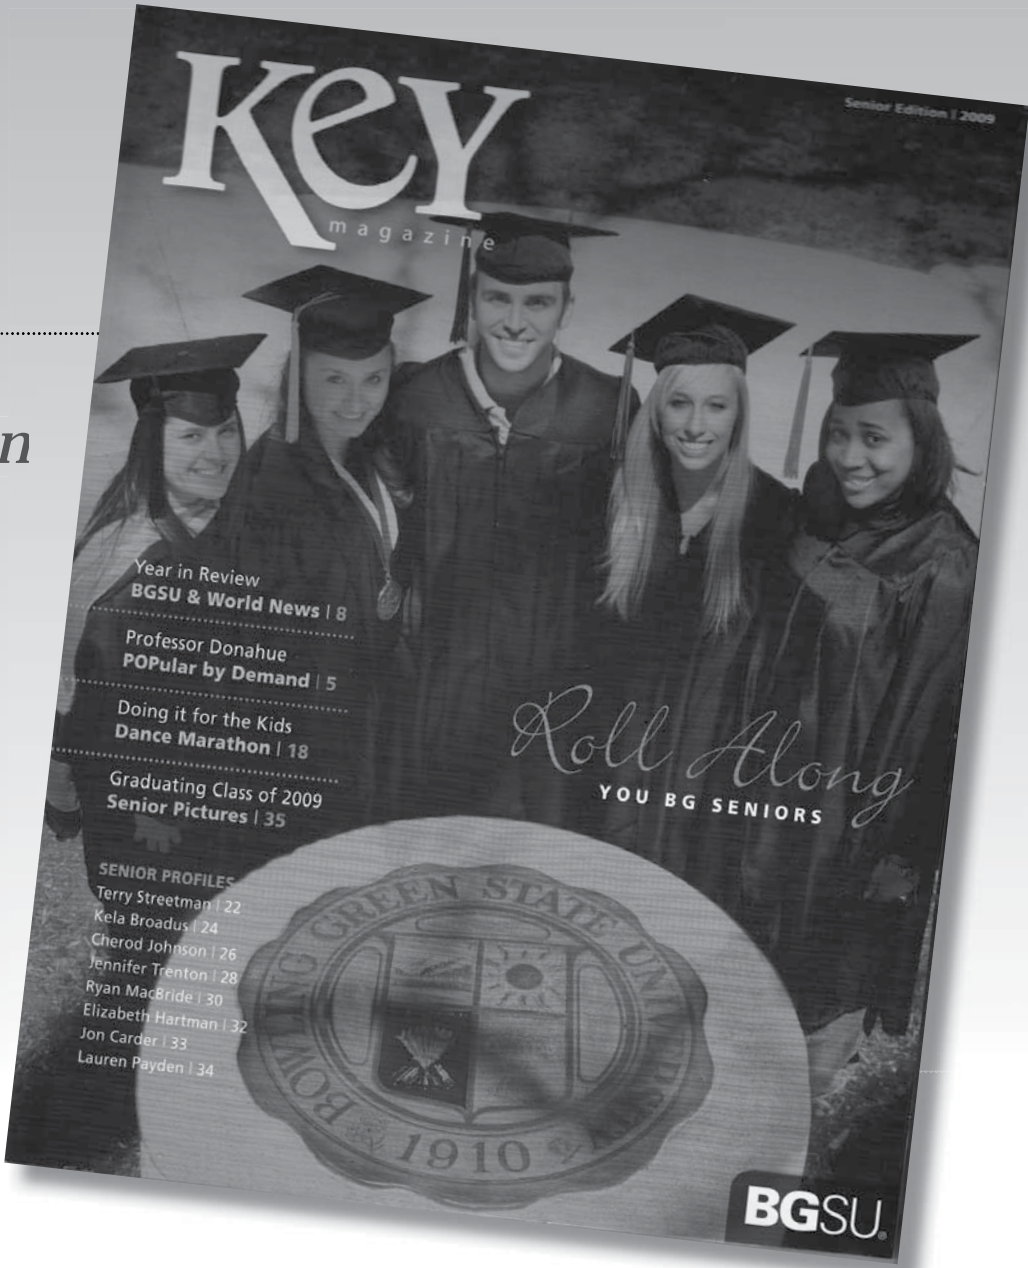 KeY
magazine
Senior Edition | 2009
n
Year in Review
BGSU & World News | 8
Professor Donahue
POPular by Demand | 5
Doing it for the Kids
Dance Marathon | 18
Graduating Class of 2009
Senior Pictures | 35
Roll Along
YOU BG SENIORS
SENIOR PROFILES
Terry Streetman | 22
Kela Broadus | 24
Cherod Johnson | 26
Jennifer Trenton | 28
Ryan MacBride | 30
Elizabeth Hartman | 32
Jon Carder | 33
Lauren Payden | 34
BOWLING GREEN STATE UNIVERSITY
1910
BGSU®